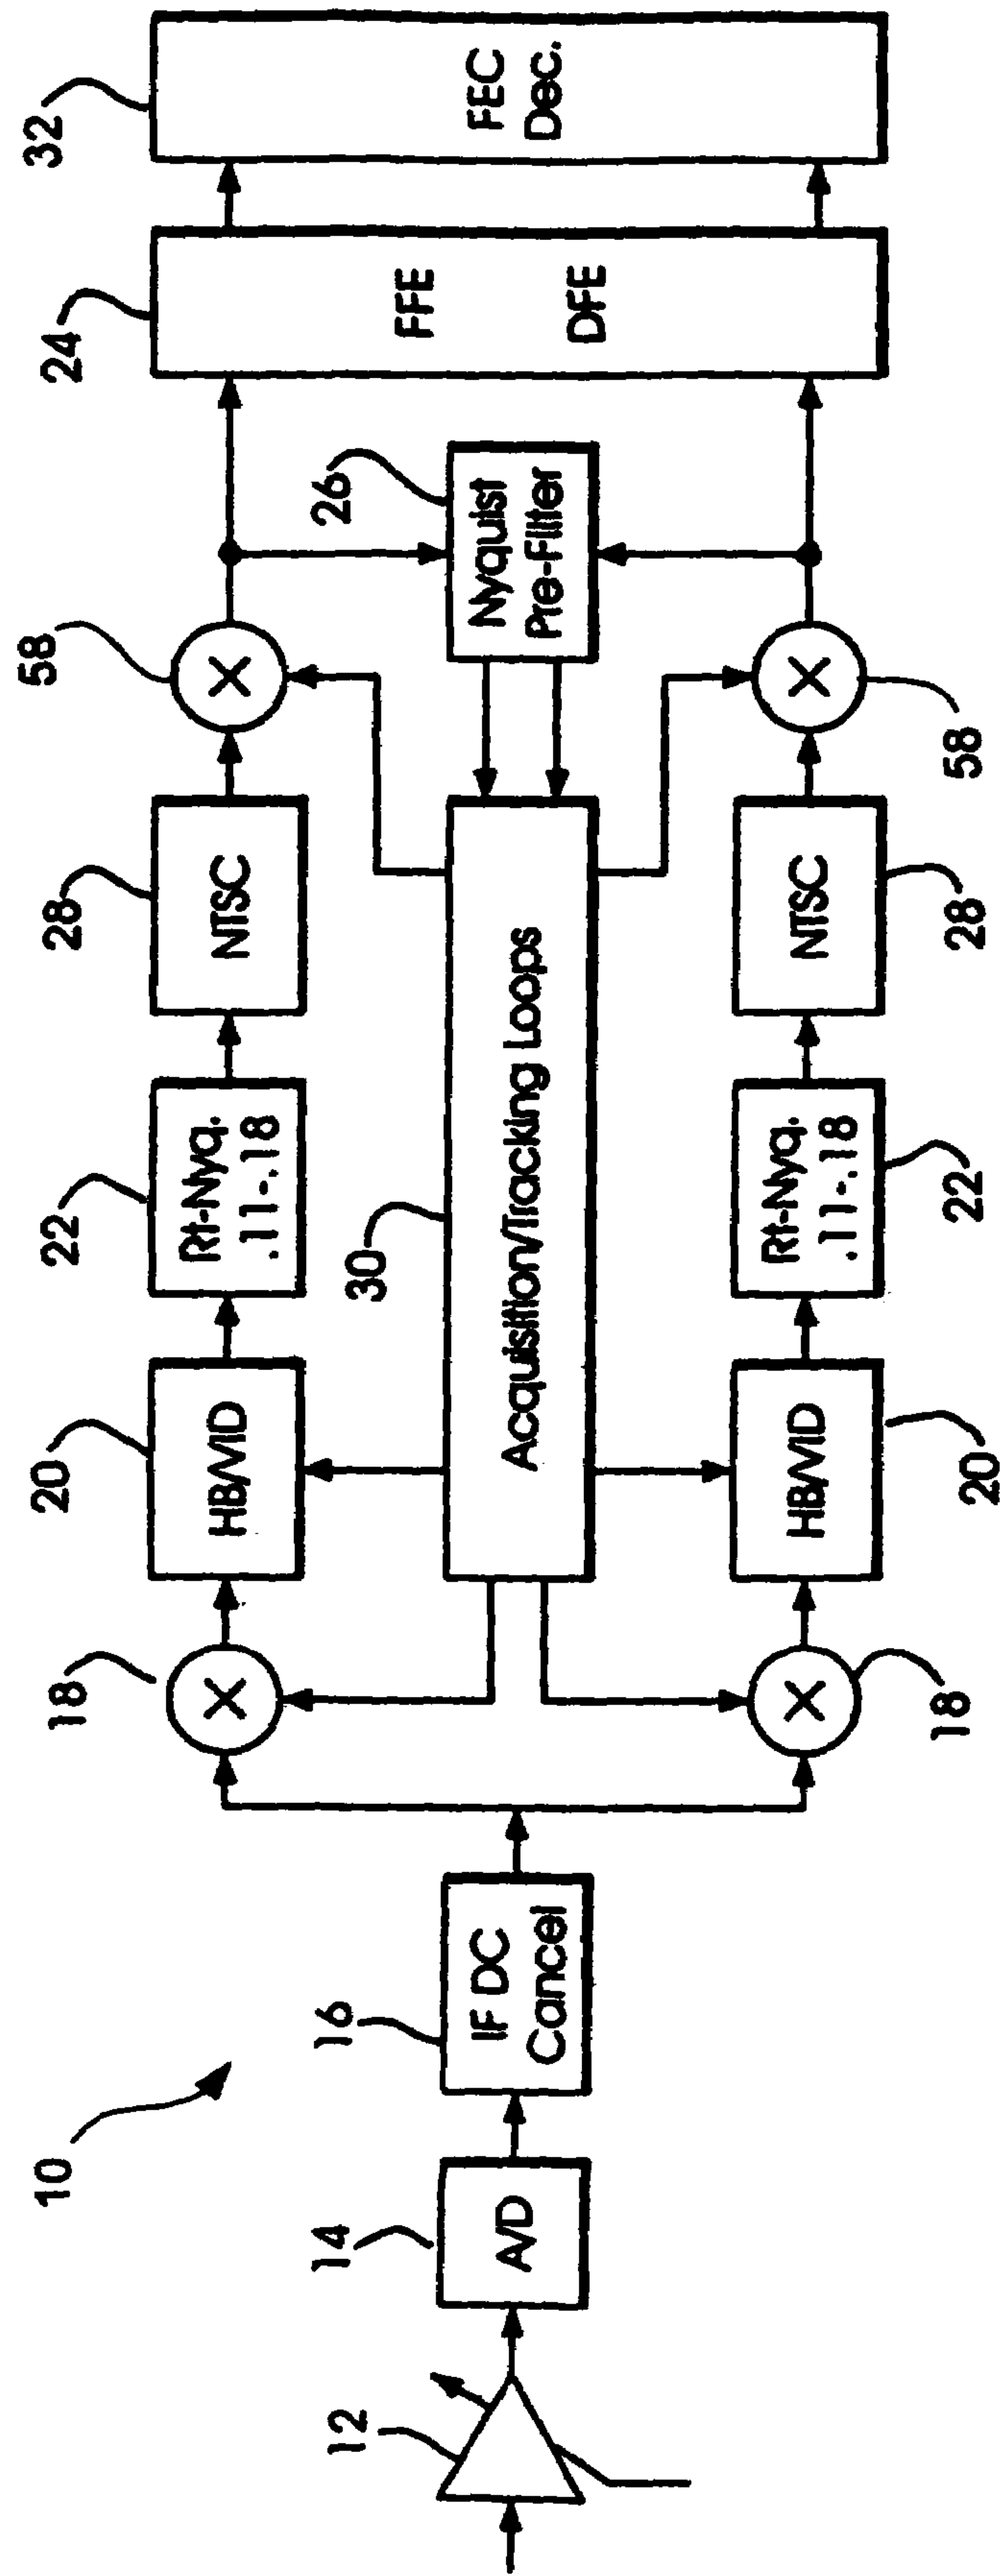 10
12
14
A/D
16
IF DC
Cancel
18
20
HB/VID
22
Rt-Nyq.
.11-.18
28
NTSC
58
24
FFE
DFE
32
FEC
Dec.
30
Acquisition/Tracking Loops
26
Nyquist
Pre-Filter
18
HB/VID
20
Rt-Nyq.
.11-.18
22
NTSC
28
58